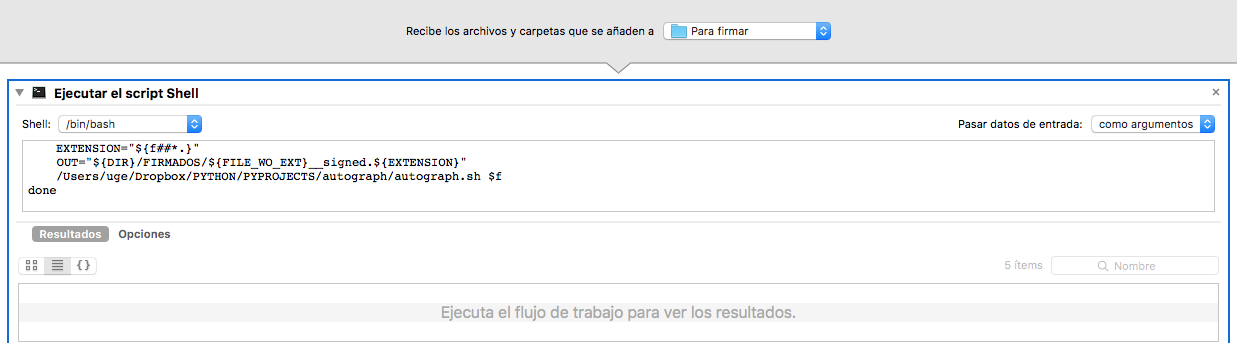 Recibe los archivos y carpetas que se añaden a Para firmar
Ejecutar el script Shell
Shell: /bin/bash Pasar datos de entrada: como argumentos
EXTENSION="${f##*.}"
OUT="${DIR}/FIRMADOS/${FILE_WO_EXT}__signed.${EXTENSION}"
/Users/uge/Dropbox/PYTHON/PYPROJECTS/autograph/autograph.sh $f
done
Resultados Opciones
5 ítems Nombre
Ejecuta el flujo de trabajo para ver los resultados.